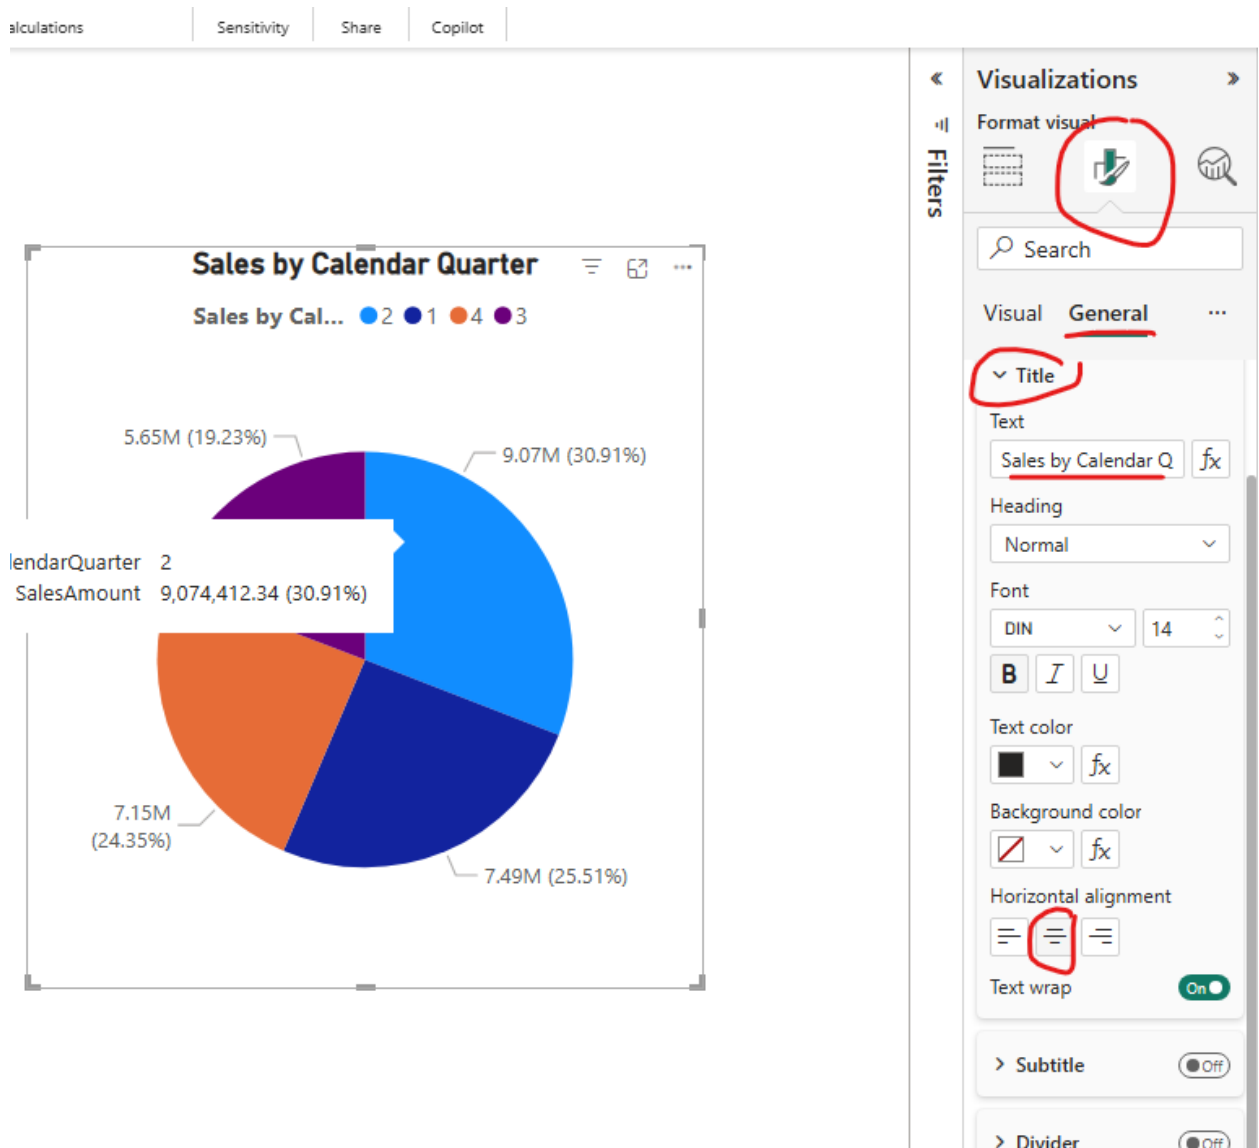 alculations
Sensitivity
Share
Copilot
Visualizations
Format visual
Filters
Search
Visual General ...
Sales by Calendar Quarter
Sales by Cal... 2 1 4 3
5.65M (19.23%)
9.07M (30.91%)
lendarQuarter 2
SalesAmount 9,074,412.34 (30.91%)
7.15M
(24.35%)
7.49M (25.51%)
Title
Text
Sales by Calendar Q fx
Heading
Normal
Font
DIN 14
B I U
Text color
fx
Background color
fx
Horizontal alignment
Text wrap On
Subtitle Off
Divider Off